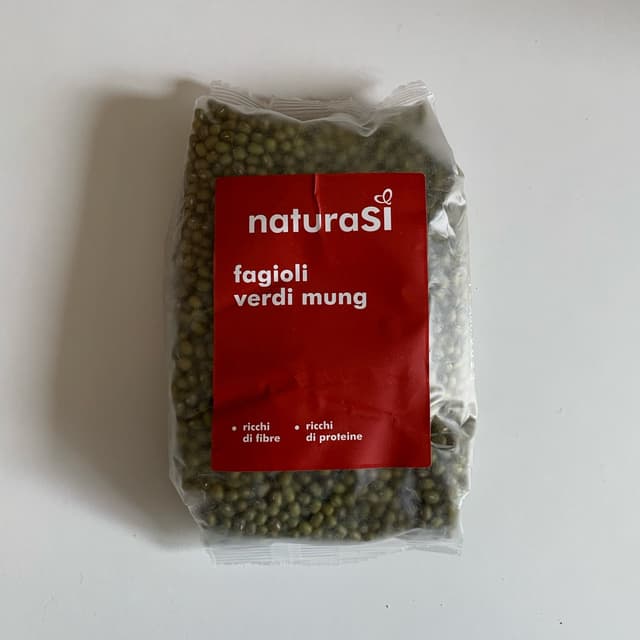 naturaSì
fagioli
verdi mung
• ricchi
di fibre
• ricchi
di proteine